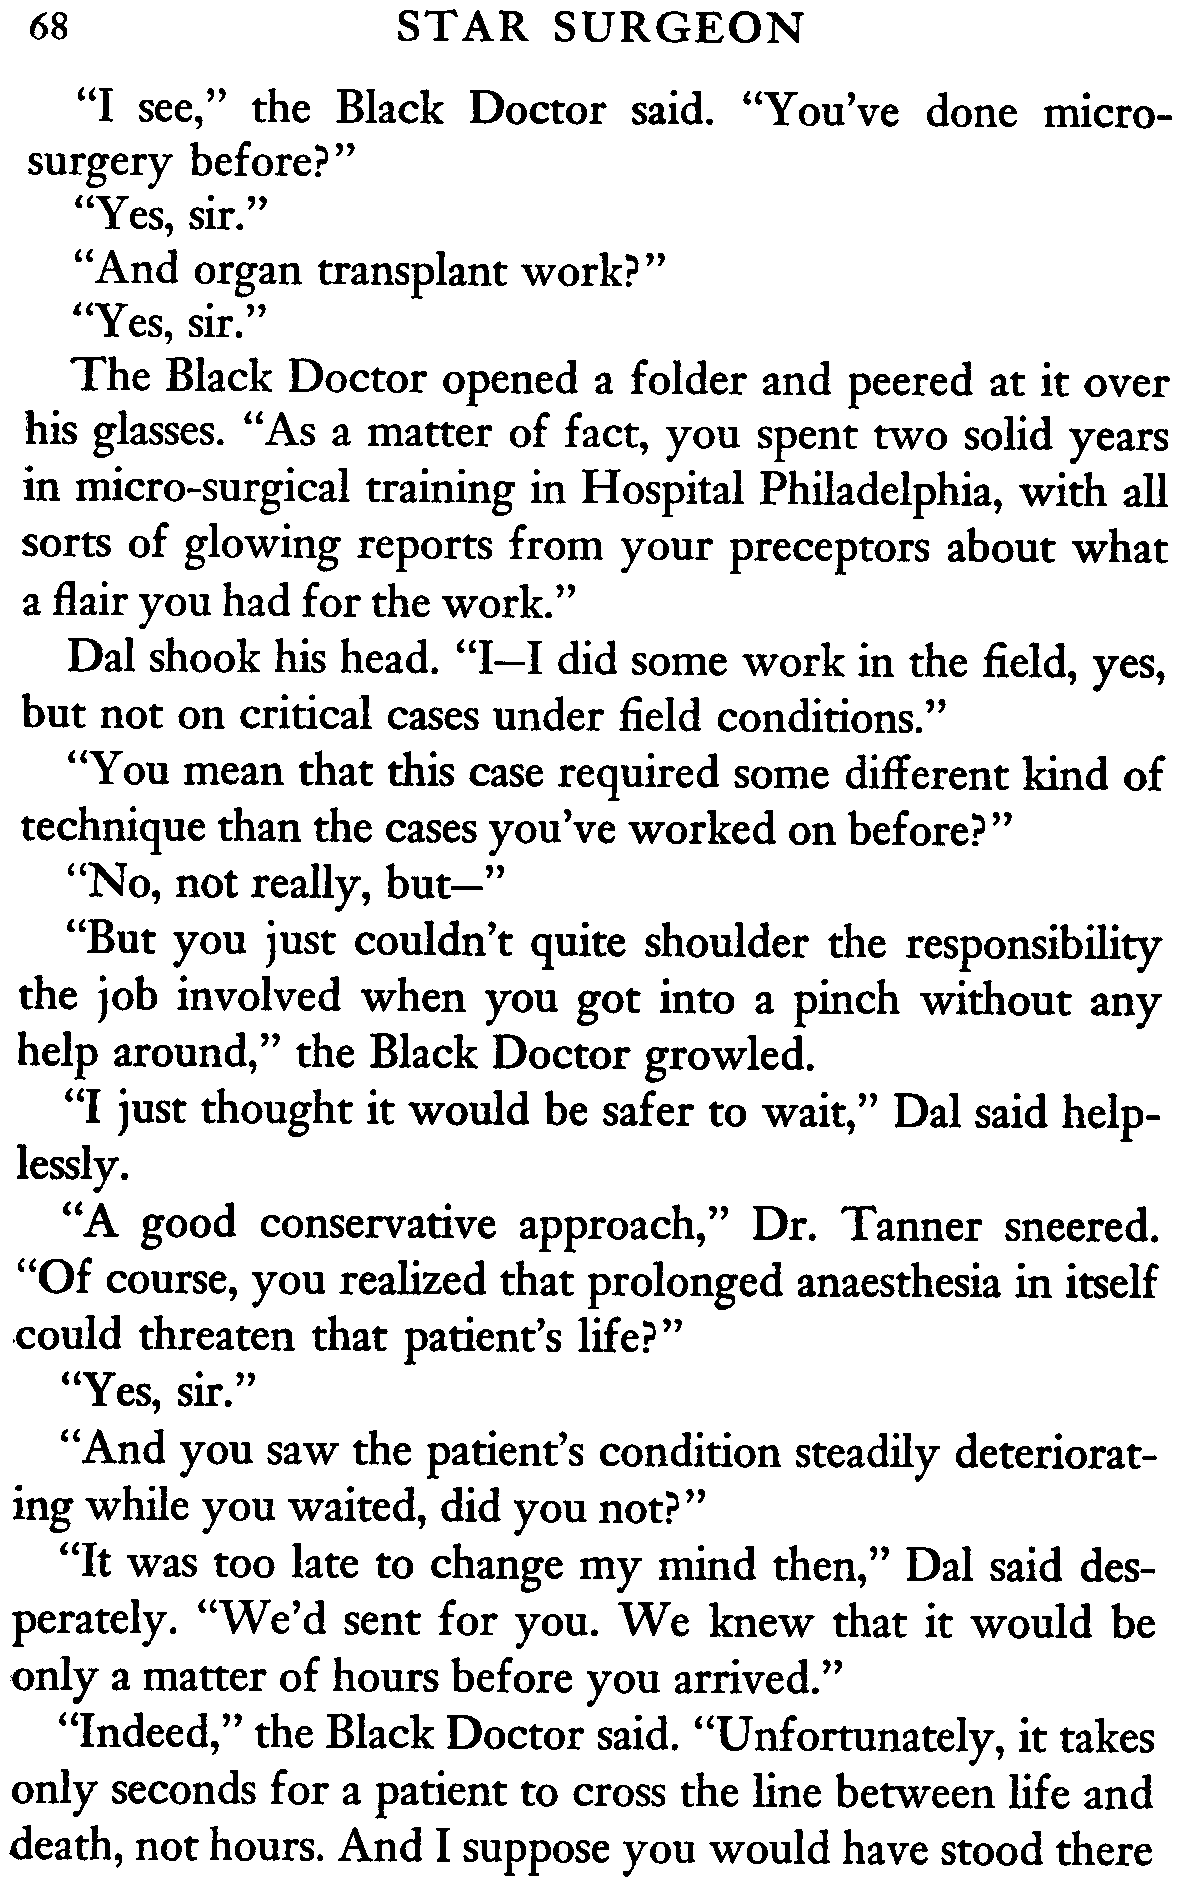 68 STAR SURGEON
“I see,” the Black Doctor said. “You've done micro-
surgery before?”
“Yes, sir.”
“And organ transplant work?”
“Yes, sir.”
The Black Doctor opened a folder and peered at it over
his glasses. “As a matter of fact, you spent two solid years
in micro-surgical training in Hospital Philadelphia, with all
sorts of glowing reports from your preceptors about what
a flair you had for the work.”
Dal shook his head. “I—I did some work in the field, yes,
but not on critical cases under field conditions.”
“You mean that this case required some different kind of
technique than the cases you've worked on before?”
“No, not really, but—”
“But you just couldn't quite shoulder the responsibility
the job involved when you got into a pinch without any
help around,” the Black Doctor growled.
“I just thought it would be safer to wait,” Dal said help-
lessly.
“A good conservative approach,” Dr. Tanner sneered.
“Of course, you realized that prolonged anaesthesia in itself
could threaten that patient's life?”
“Yes, sir.”
“And you saw the patient's condition steadily deteriorat-
ing while you waited, did you not?”
“It was too late to change my mind then,” Dal said des-
perately. “We'd sent for you. We knew that it would be
only a matter of hours before you arrived.”
“Indeed,” the Black Doctor said. “Unfortunately, it takes
only seconds for a patient to cross the line between life and
death, not hours. And I suppose you would have stood there